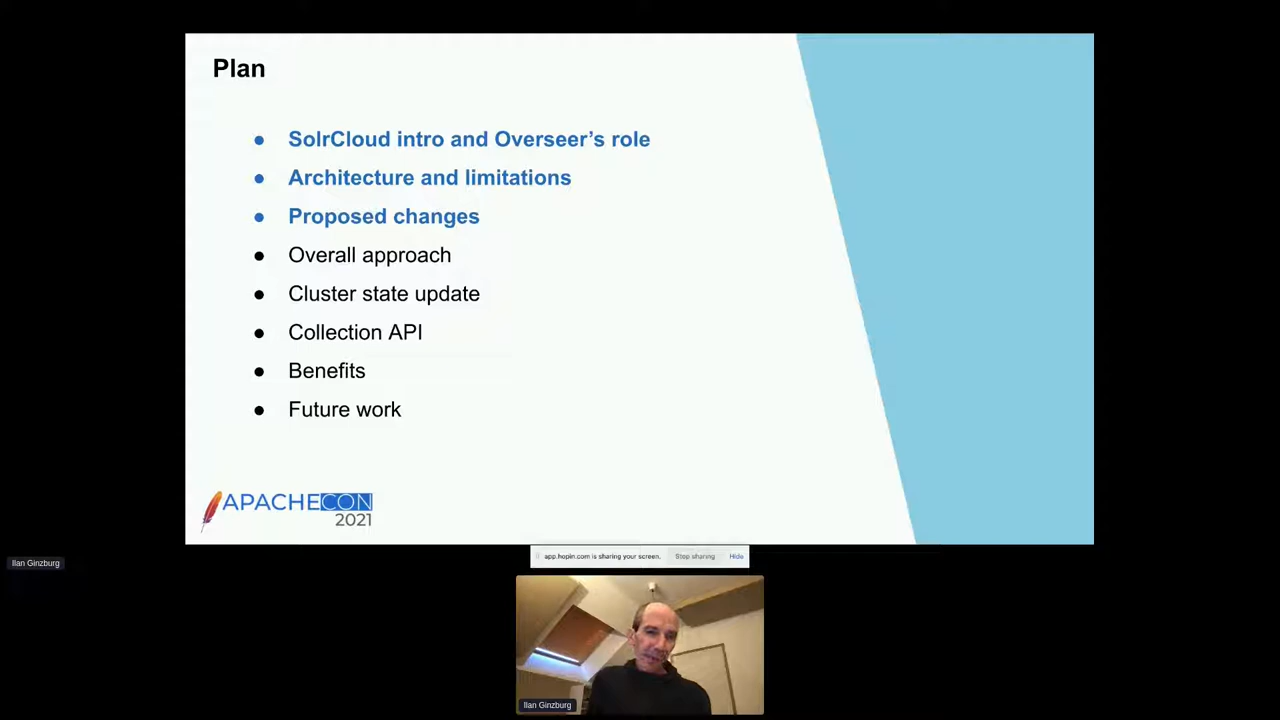 Plan
● SolrCloud intro and Overseer's role
● Architecture and limitations
● Proposed changes
● Overall approach
● Cluster state update
● Collection API
● Benefits
● Future work
APACHECON
2021
app.hopin.com is sharing your screen. Stop sharing Hide
Ilan Ginzburg
Ilan Ginzburg